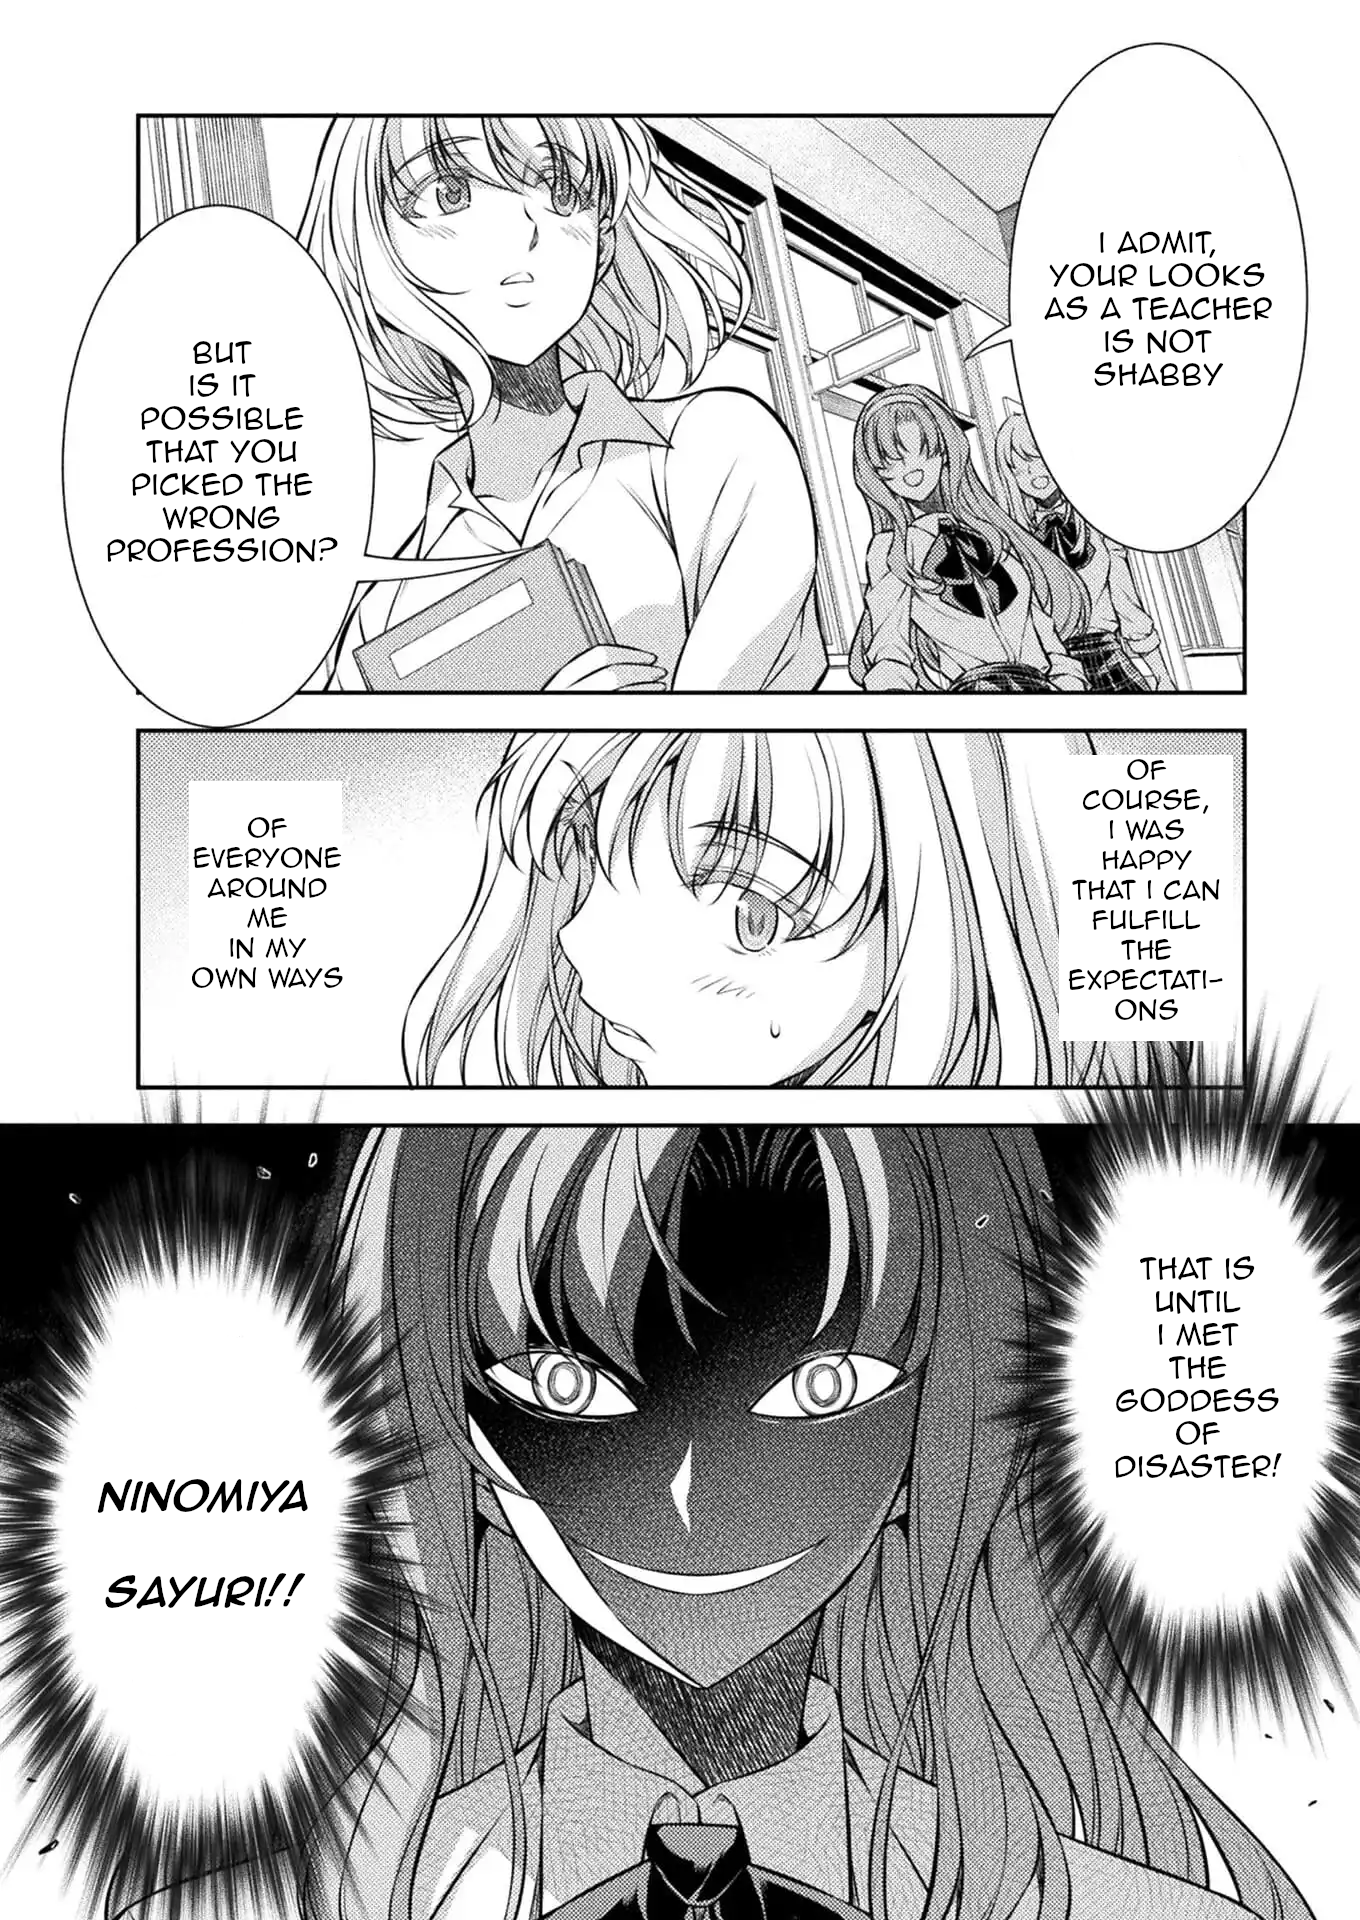 I ADMIT,
YOUR LOOKS
AS A TEACHER
IS NOT
SHABBY
BUT
IS IT
POSSIBLE
THAT YOU
PICKED THE
WRONG
PROFESSION?
OF
COURSE,
I WAS
HAPPY
THAT I CAN
FULFILL
THE
EXPECTATI-
ONS
OF
EVERYONE
AROUND
ME
IN MY
OWN WAYS
THAT IS
UNTIL
I MET
THE
GODDESS
OF
DISASTER!
NINOMIYA
SAYURI!!